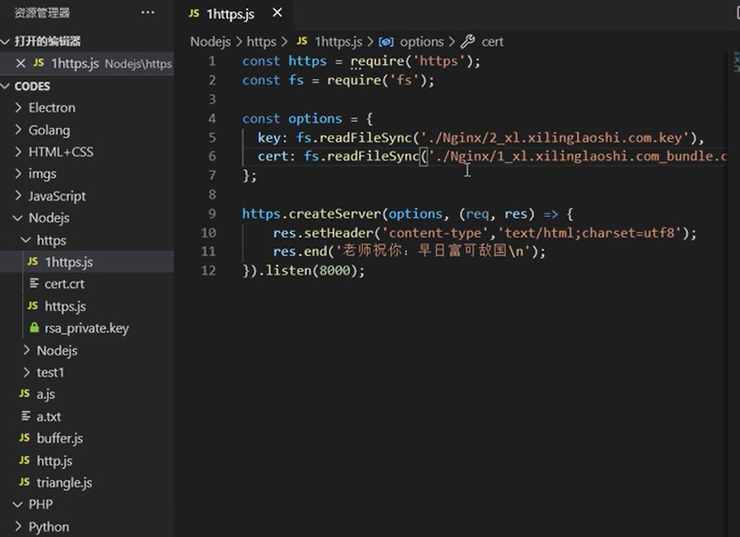 资源管理器 ···
打开的编辑器
JS 1https.js Nodejs\https
CODES
Electron
Golang
HTML+CSS
imgs
JavaScript
Nodejs
https
JS 1https.js
cert.crt
JS https.js
rsa_private.key
Nodejs
test1
JS a.js
a.txt
JS buffer.js
JS http.js
JS triangle.js
PHP
Python
JS 1https.js
Nodejs > https > JS 1https.js > options > cert
1 const https = require('https');
2 const fs = require('fs');
3
4 const options = {
5 key: fs.readFileSync('./Nginx/2_xl.xilinglaoshi.com.key'),
6 cert: fs.readFileSync('./Nginx/1_xl.xilinglaoshi.com_bundle.c
7 };
8
9 https.createServer(options, (req, res) => {
10 res.setHeader('content-type','text/html;charset=utf8');
11 res.end('老师祝你：早日富可敌国\n');
12 }).listen(8000);